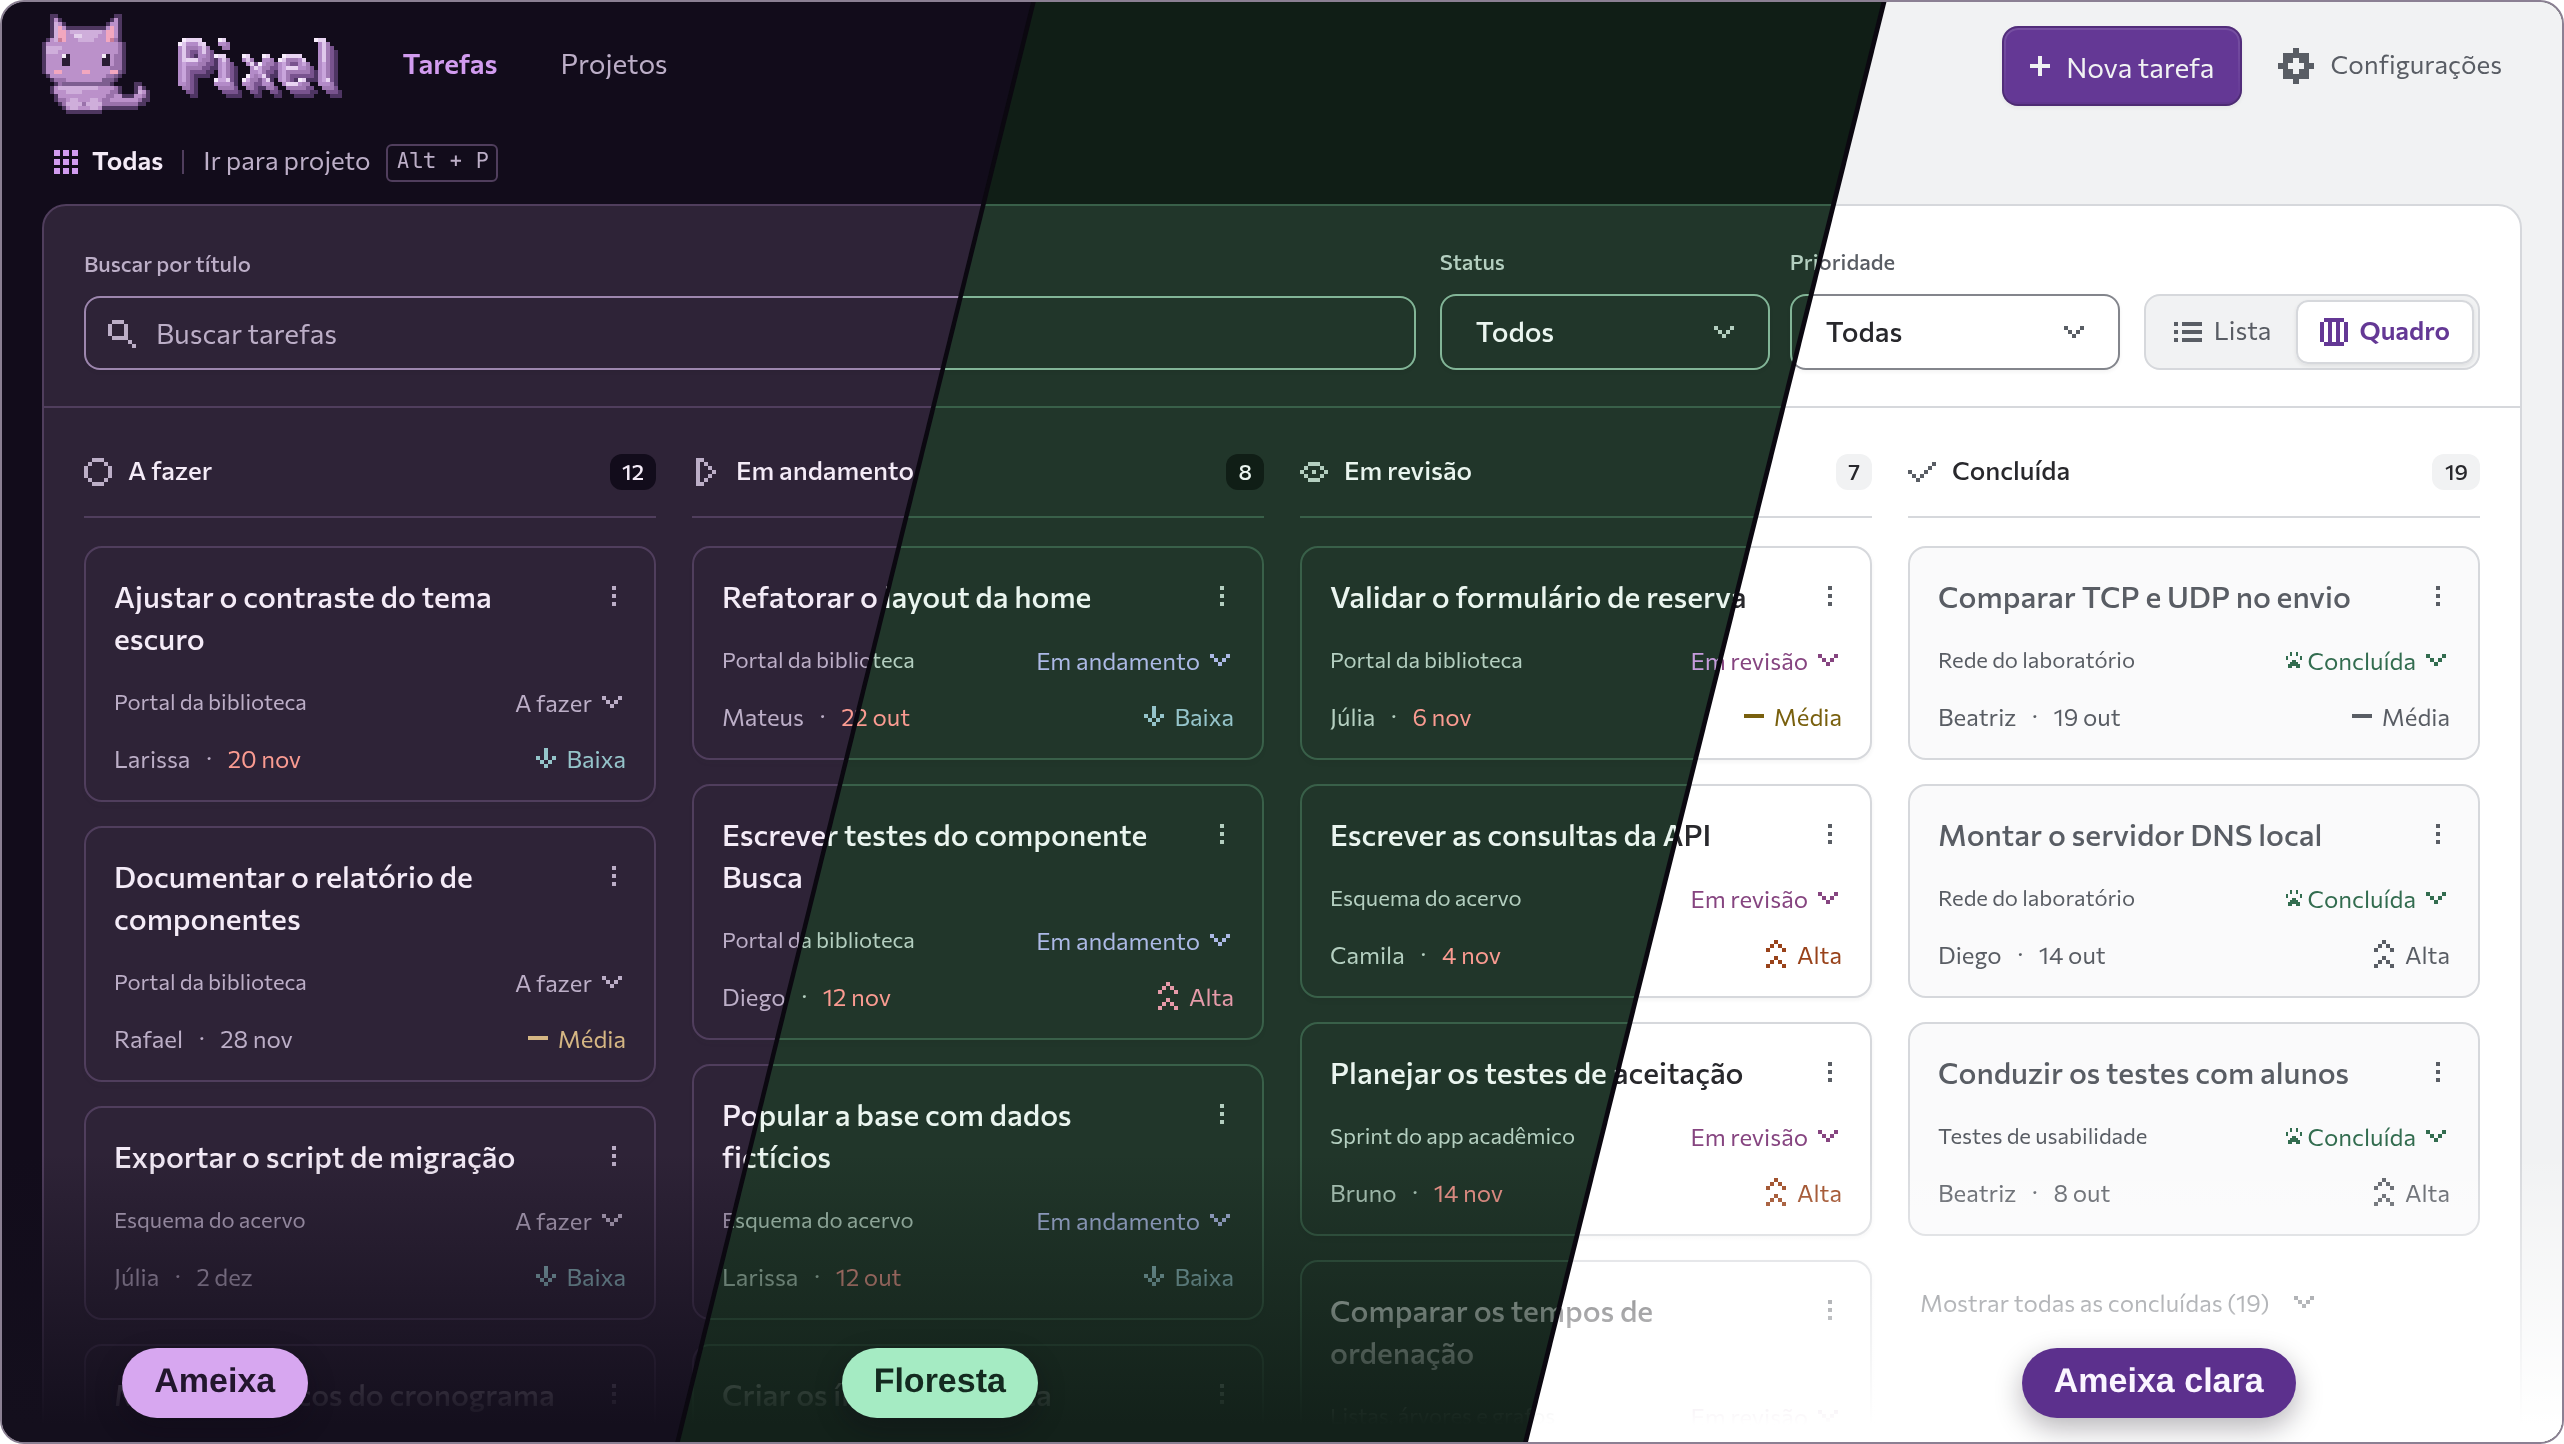 Pixel
Tarefas
Projetos
+ Nova tarefa
Configurações
Todas
Ir para projeto
Alt + P
Buscar por título
Buscar tarefas
Status
Todos
Prioridade
Todas
Lista
Quadro
A fazer
12
Ajustar o contraste do tema
escuro
Portal da biblioteca
A fazer
Larissa · 20 nov
Baixa
Documentar o relatório de
componentes
Portal da biblioteca
A fazer
Rafael · 28 nov
Média
Exportar o script de migração
Esquema do acervo
A fazer
Júlia · 2 dez
Baixa
do cronograma
Em andamento
8
Refatorar o layout da home
Portal da biblioteca
Em andamento
Mateus · 22 out
Baixa
Escrever testes do componente
Busca
Portal da biblioteca
Em andamento
Diego · 12 nov
Alta
Popular a base com dados
fictícios
Esquema do acervo
Em andamento
Larissa · 12 out
Baixa
Criar os
Em revisão
7
Validar o formulário de reserva
Portal da biblioteca
Em revisão
Júlia · 6 nov
Média
Escrever as consultas da API
Esquema do acervo
Em revisão
Camila · 4 nov
Alta
Planejar os testes de aceitação
Sprint do app acadêmico
Em revisão
Bruno · 14 nov
Alta
Comparar os tempos de
ordenação
Listas, árvores e grafos
Em revisão
Concluída
19
Comparar TCP e UDP no envio
Rede do laboratório
Concluída
Beatriz · 19 out
Média
Montar o servidor DNS local
Rede do laboratório
Concluída
Diego · 14 out
Alta
Conduzir os testes com alunos
Testes de usabilidade
Concluída
Beatriz · 8 out
Alta
Mostrar todas as concluídas (19)
Ameixa
Floresta
Ameixa clara